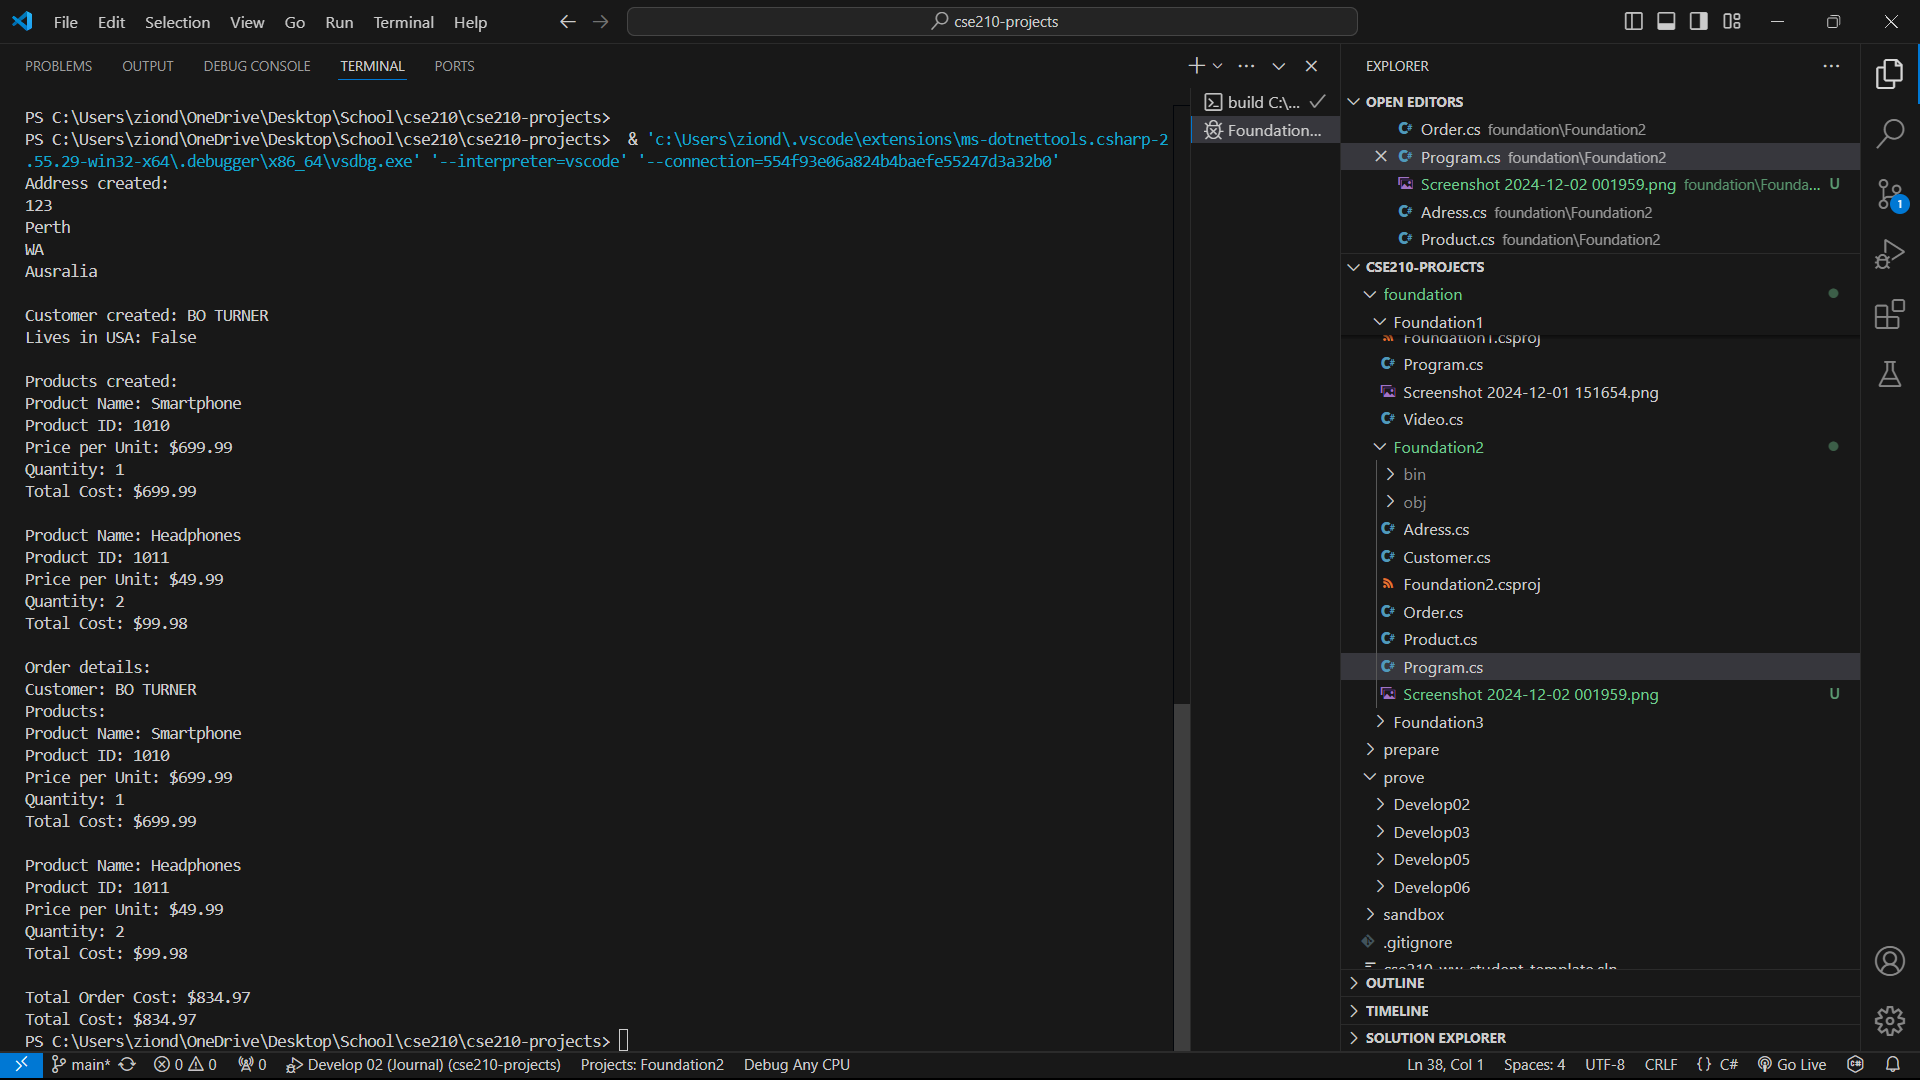 File Edit Selection View Go Run Terminal Help
cse210-projects
PROBLEMS OUTPUT DEBUG CONSOLE TERMINAL PORTS
PS C:\Users\ziond\OneDrive\Desktop\School\cse210\cse210-projects>
PS C:\Users\ziond\OneDrive\Desktop\School\cse210\cse210-projects>  & 'c:\Users\ziond\.vscode\extensions\ms-dotnettools.csharp-2
.55.29-win32-x64\.debugger\x86_64\vsdbg.exe' '--interpreter=vscode' '--connection=554f93e06a824b4baefe55247d3a32b0'
Address created:
123
Perth
WA
Ausralia
Customer created: BO TURNER
Lives in USA: False
Products created:
Product Name: Smartphone
Product ID: 1010
Price per Unit: $699.99
Quantity: 1
Total Cost: $699.99
Product Name: Headphones
Product ID: 1011
Price per Unit: $49.99
Quantity: 2
Total Cost: $99.98
Order details:
Customer: BO TURNER
Products:
Product Name: Smartphone
Product ID: 1010
Price per Unit: $699.99
Quantity: 1
Total Cost: $699.99
Product Name: Headphones
Product ID: 1011
Price per Unit: $49.99
Quantity: 2
Total Cost: $99.98
Total Order Cost: $834.97
Total Cost: $834.97
PS C:\Users\ziond\OneDrive\Desktop\School\cse210\cse210-projects>
build C:\...
Foundation...
EXPLORER
OPEN EDITORS
Order.cs foundation\Foundation2
Program.cs foundation\Foundation2
Screenshot 2024-12-02 001959.png foundation\Founda... U
Adress.cs foundation\Foundation2
Product.cs foundation\Foundation2
CSE210-PROJECTS
foundation
Foundation1
Foundation1.csproj
Program.cs
Screenshot 2024-12-01 151654.png
Video.cs
Foundation2
bin
obj
Adress.cs
Customer.cs
Foundation2.csproj
Order.cs
Product.cs
Program.cs
Screenshot 2024-12-02 001959.png U
Foundation3
prepare
prove
Develop02
Develop03
Develop05
Develop06
sandbox
.gitignore
cse210-ww-student-template.sln
OUTLINE
TIMELINE
SOLUTION EXPLORER
1
main* 0 0 0 Develop 02 (Journal) (cse210-projects) Projects: Foundation2 Debug Any CPU Ln 38, Col 1 Spaces: 4 UTF-8 CRLF {} C# Go Live